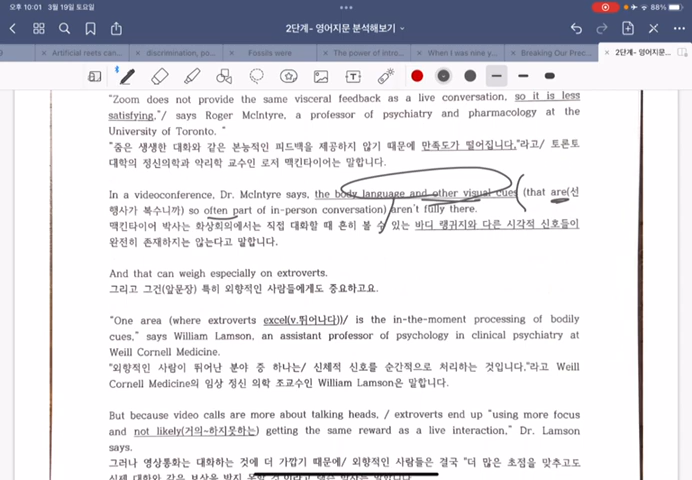 오후 10:01 3월 19일 토요일
88%
2단계- 영어지문 분석해보기
Artificial reefs can...
discrimination, po...
Fossils were
The power of intro...
When I was nine y...
Breaking Our Prec...
2단계- 영어지문...
"Zoom does not provide the same visceral feedback as a live conversation, so it is less
satisfying,"/ says Roger McIntyre, a professor of psychiatry and pharmacology at the
University of Toronto. "
"줌은 생생한 대화와 같은 본능적인 피드백을 제공하지 않기 때문에 만족도가 떨어집니다,"라고/ 토론토
대학의 정신의학과 약리학 교수인 로저 맥킨타이어는 말합니다.
In a videoconference, Dr. McIntyre says, the body language and other visual cues (that are(선
행사가 복수니까) so often part of in-person conversation)/aren't fully there.
맥킨타이어 박사는 화상회의에서는 직접 대화할 때 흔히 볼 수 있는 바디 랭귀지와 다른 시각적 신호들이
완전히 존재하지는 않는다고 말합니다.
And that can weigh especially on extroverts.
그리고 그건(앞문장) 특히 외향적인 사람들에게도 중요하고요.
"One area (where extroverts excel(v.뛰어나다))/ is the in-the-moment processing of bodily
cues," says William Lamson, an assistant professor of psychology in clinical psychiatry at
Weill Cornell Medicine.
"외향적인 사람이 뛰어난 분야 중 하나는/ 신체적 신호를 순간적으로 처리하는 것입니다,"라고 Weill
Cornell Medicine의 임상 정신 의학 조교수인 William Lamson은 말합니다.
But because video calls are more about talking heads, / extroverts end up "using more focus
and not likely(거의~하지못하는) getting the same reward as a live interaction," Dr. Lamson
says.
그러나 영상통화는 대화하는 것에 더 가깝기 때문에/ 외향적인 사람들은 결국 "더 많은 초점을 맞추고도